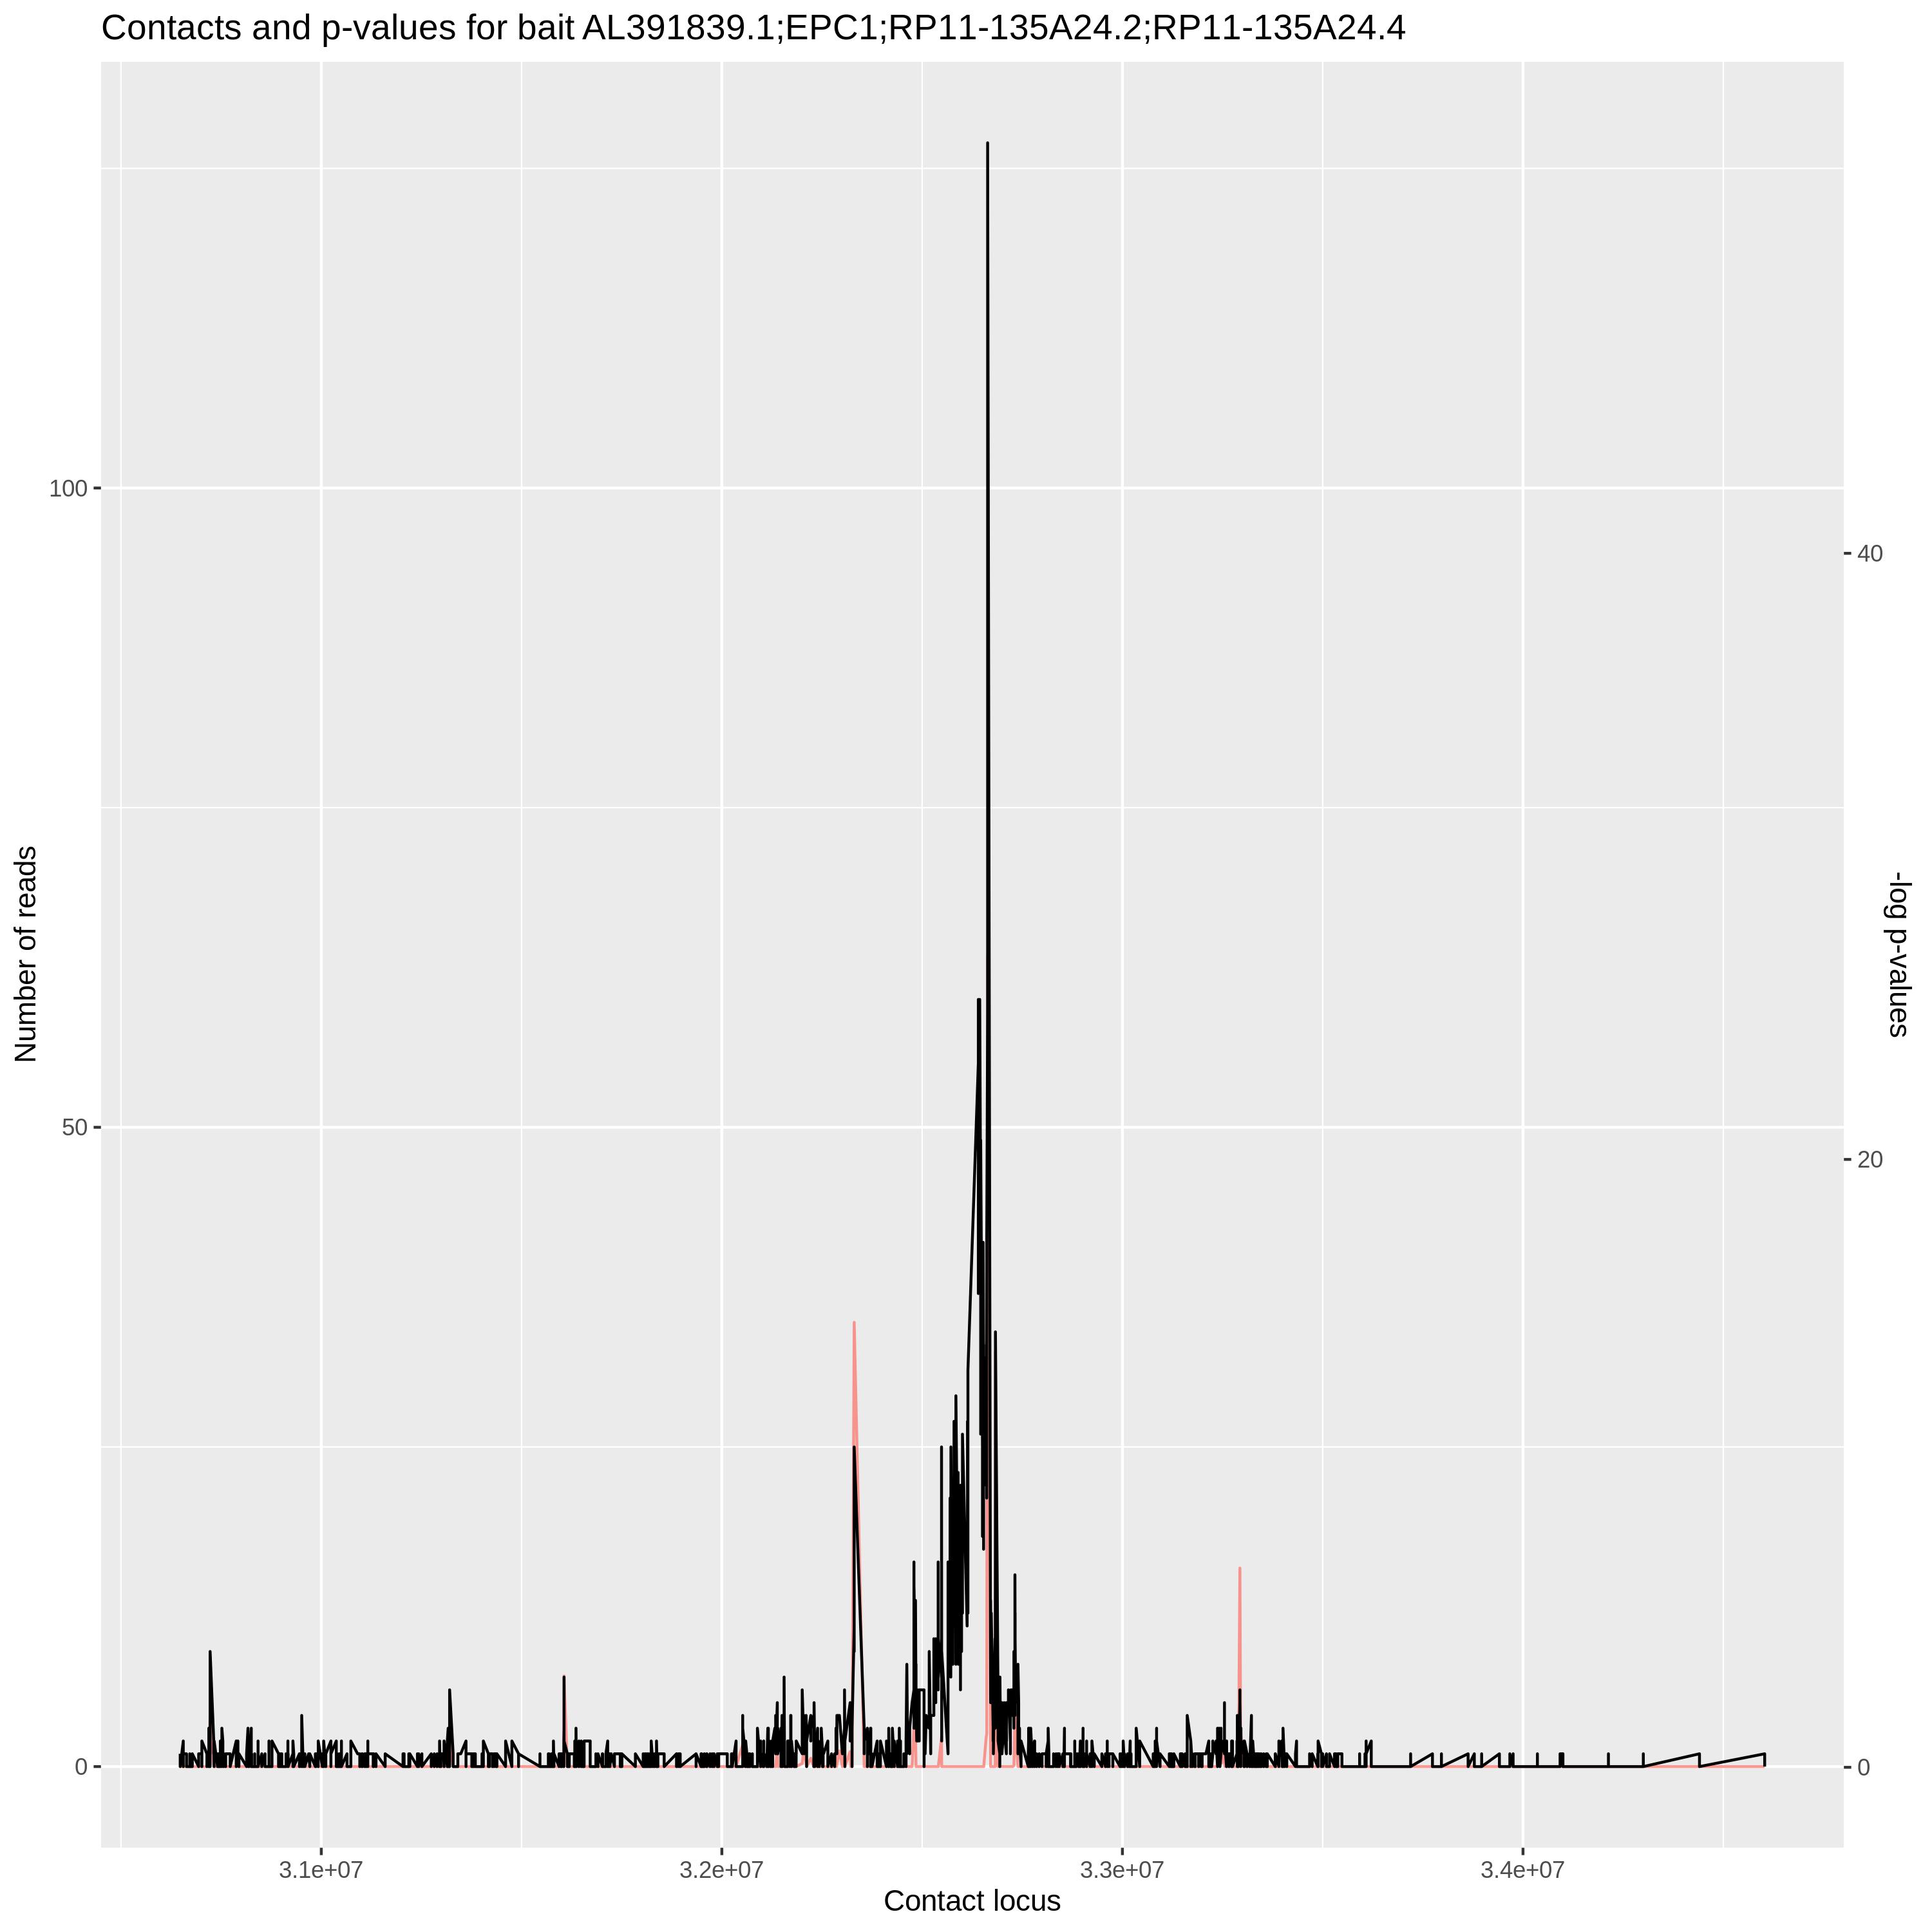 Contacts and p-values for bait AL391839.1;EPC1;RP11-135A24.2;RP11-135A24.4
100
50
0
Number of reads
40
20
0
-log p-values
3.1e+07
3.2e+07
3.3e+07
3.4e+07
Contact locus